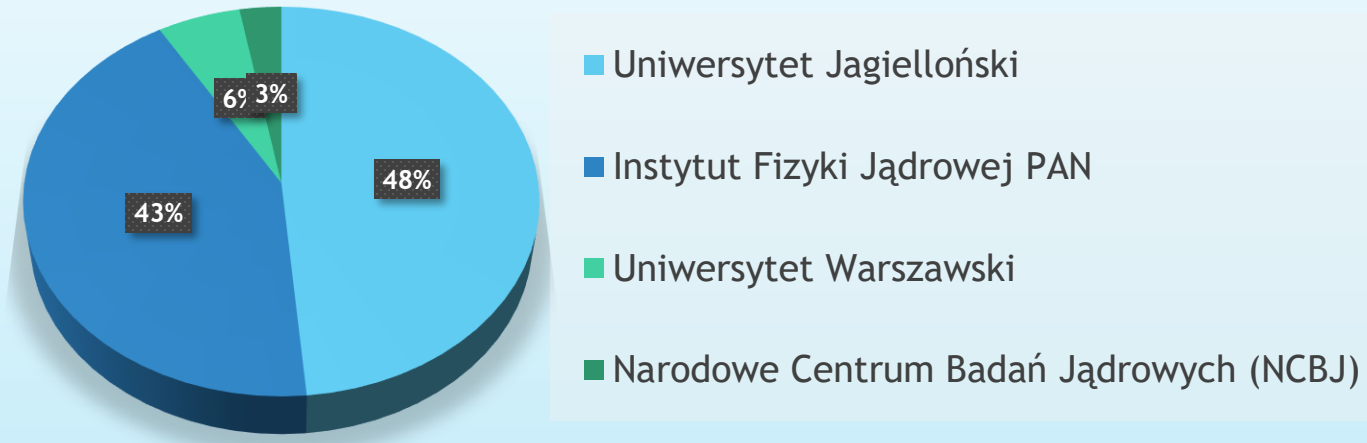 6%
3%
48%
43%
Uniwersytet Jagielloński
Instytut Fizyki Jądrowej PAN
Uniwersytet Warszawski
Narodowe Centrum Badań Jądrowych (NCBJ)